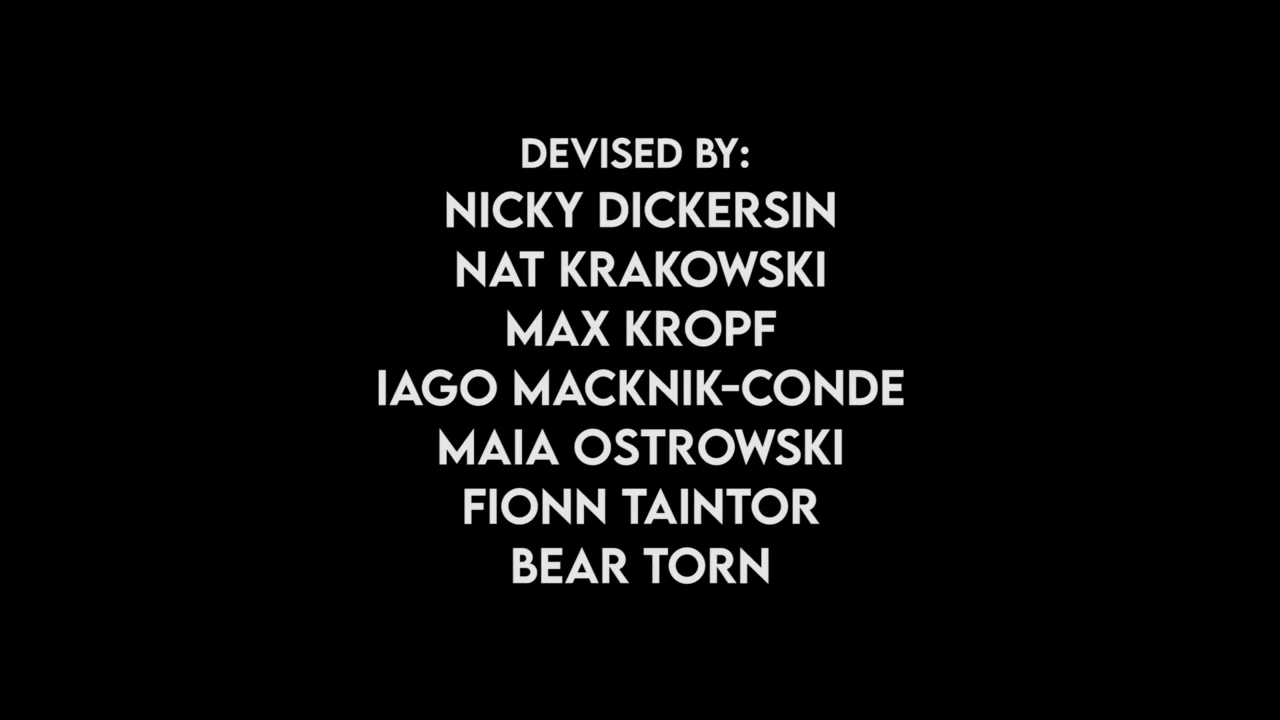 DEVISED BY:
NICKY DICKERSIN
NAT KRAKOWSKI
MAX KROPF
IAGO MACKNIK-CONDE
MAIA OSTROWSKI
FIONN TAINTOR
BEAR TORN